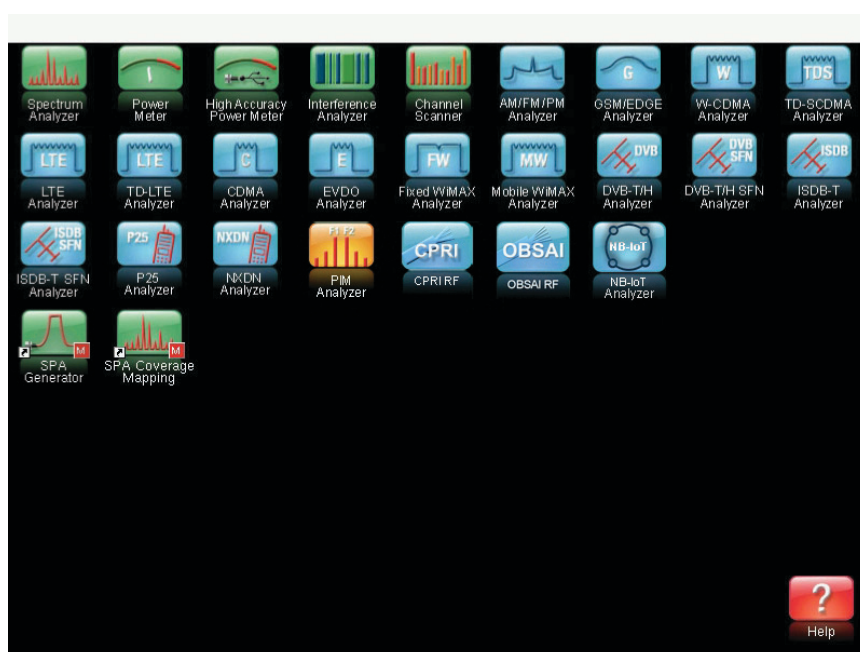 G
W
TDS
Spectrum Analyzer
Power Meter
High Accuracy Power Meter
Interference Analyzer
Channel Scanner
AM/FM/PM Analyzer
GSM/EDGE Analyzer
W-CDMA Analyzer
TD-SCDMA Analyzer
LTE
LTE
C
E
FW
MW
DVB
DVB SFN
ISDB
LTE Analyzer
TD-LTE Analyzer
CDMA Analyzer
EVDO Analyzer
Fixed WiMAX Analyzer
Mobile WiMAX Analyzer
DVB-T/H Analyzer
DVB-T/H SFN Analyzer
ISDB-T Analyzer
ISDB SFN
P25
NXDN
F1 F2
CPRI
OBSAI
NB-IoT
ISDB-T SFN Analyzer
P25 Analyzer
NXDN Analyzer
PIM Analyzer
CPRI RF
OBSAI RF
NB-IoT Analyzer
M
M
SPA Generator
SPA Coverage Mapping
?
Help